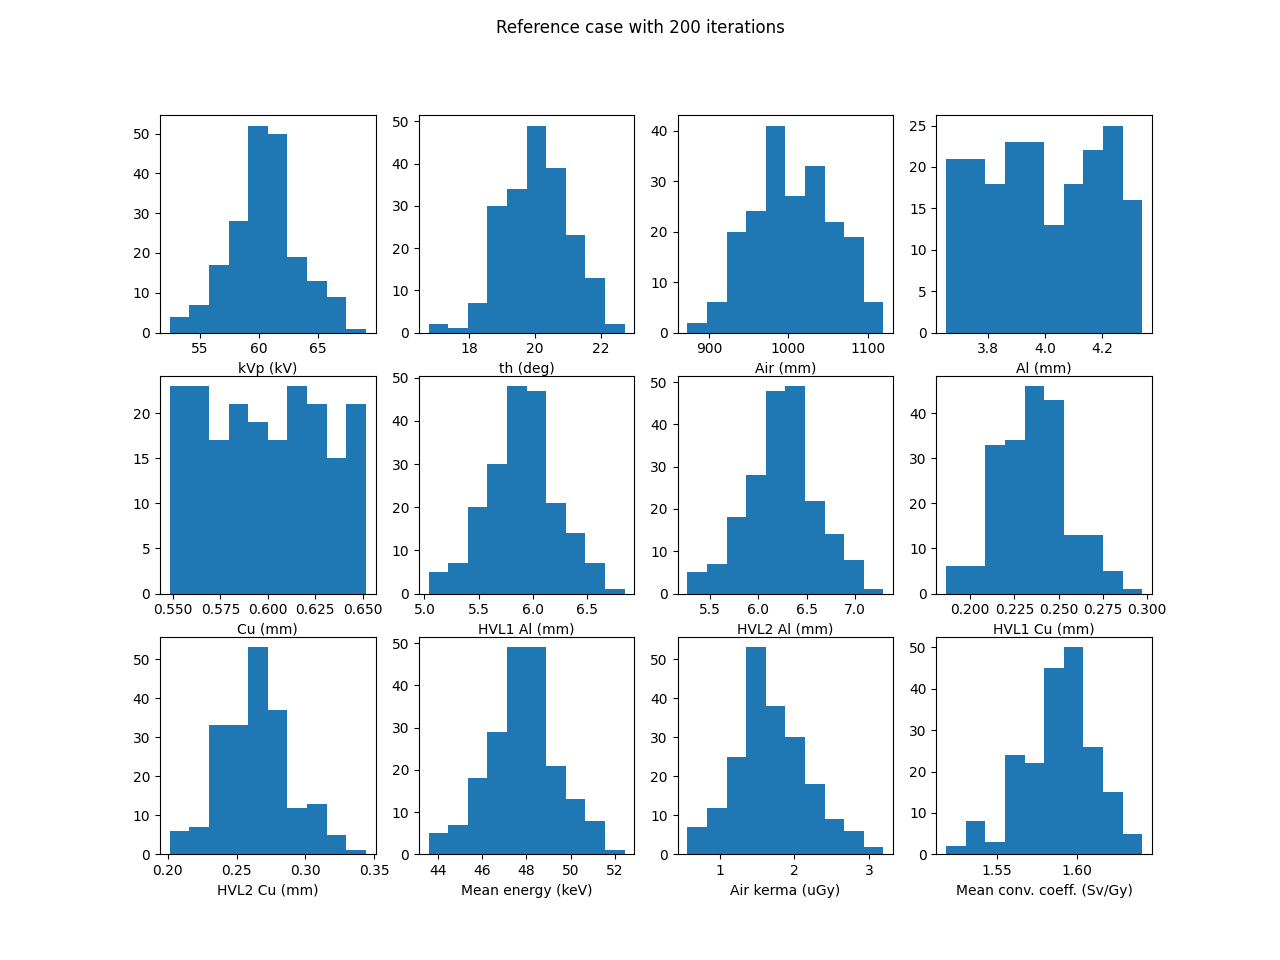 Reference case with 200 iterations
0 10 20 30 40 50
55 60 65
kVp (kV)
0 10 20 30 40 50
18 20 22
th (deg)
0 10 20 30 40
900 1000 1100
Air (mm)
0 5 10 15 20 25
3.8 4.0 4.2
Al (mm)
0 5 10 15 20
0.550 0.575 0.600 0.625 0.650
Cu (mm)
0 10 20 30 40 50
5.0 5.5 6.0 6.5
HVL1 Al (mm)
0 10 20 30 40 50
5.5 6.0 6.5 7.0
HVL2 Al (mm)
0 10 20 30 40
0.200 0.225 0.250 0.275 0.300
HVL1 Cu (mm)
0 10 20 30 40 50
0.20 0.25 0.30 0.35
HVL2 Cu (mm)
0 10 20 30 40 50
44 46 48 50 52
Mean energy (keV)
0 10 20 30 40 50
1 2 3
Air kerma (uGy)
0 10 20 30 40 50
1.55 1.60
Mean conv. coeff. (Sv/Gy)